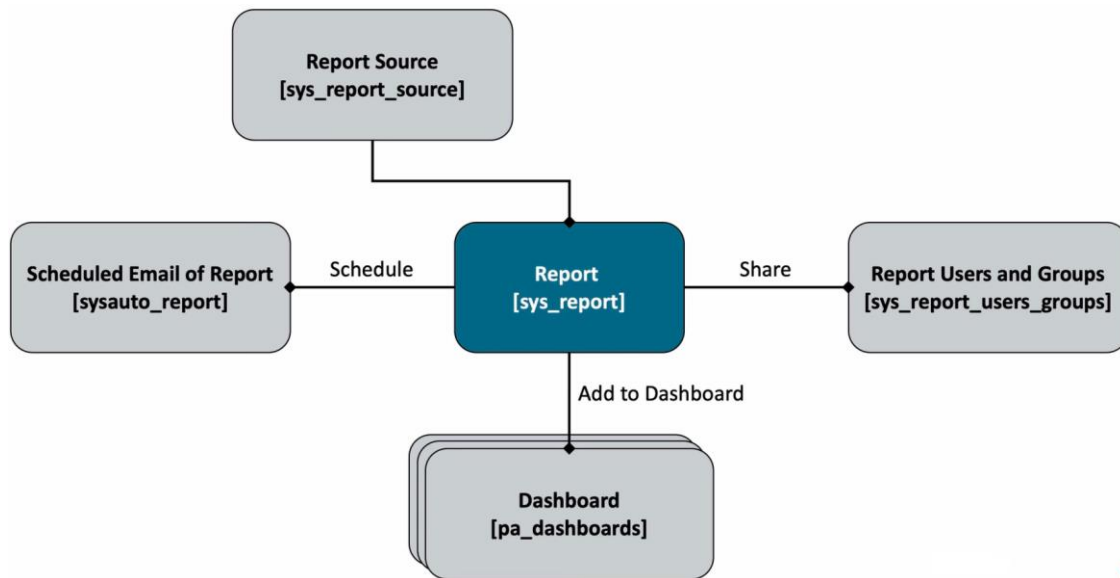 Report Source
[sys_report_source]
Scheduled Email of Report
[sysauto_report]
Schedule
Report
[sys_report]
Share
Report Users and Groups
[sys_report_users_groups]
Add to Dashboard
Dashboard
[pa_dashboards]